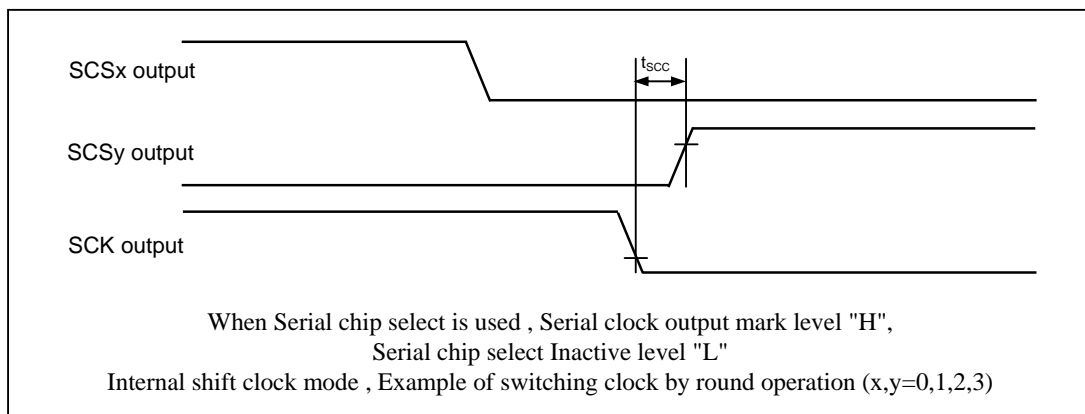 SCSx output
tSCC
SCSy output
SCK output
When Serial chip select is used , Serial clock output mark level "H",
Serial chip select Inactive level "L"
Internal shift clock mode , Example of switching clock by round operation (x,y=0,1,2,3)